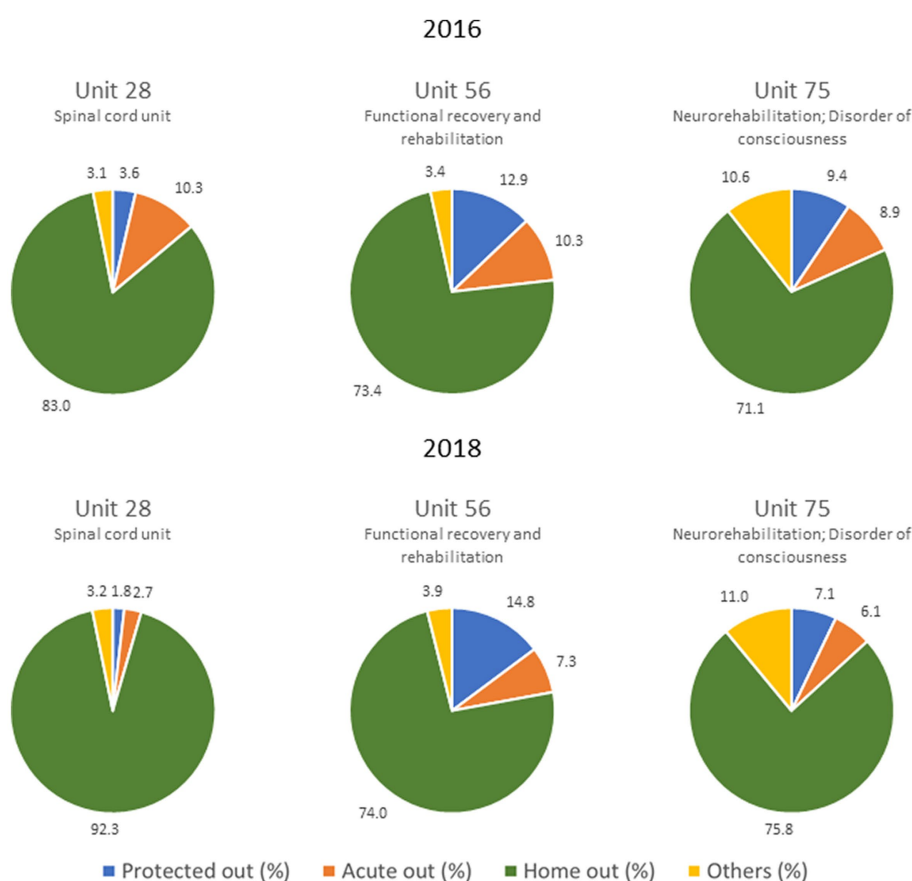 2016
Unit 28
Spinal cord unit
Unit 56
Functional recovery and
rehabilitation
Unit 75
Neurorehabilitation; Disorder of
consciousness
3.1
3.6
10.3
83.0
3.4
12.9
10.3
73.4
10.6
9.4
8.9
71.1
2018
Unit 28
Spinal cord unit
Unit 56
Functional recovery and
rehabilitation
Unit 75
Neurorehabilitation; Disorder of
consciousness
3.2
1.8
2.7
92.3
3.9
14.8
7.3
74.0
11.0
7.1
6.1
75.8
Protected out (%)
Acute out (%)
Home out (%)
Others (%)